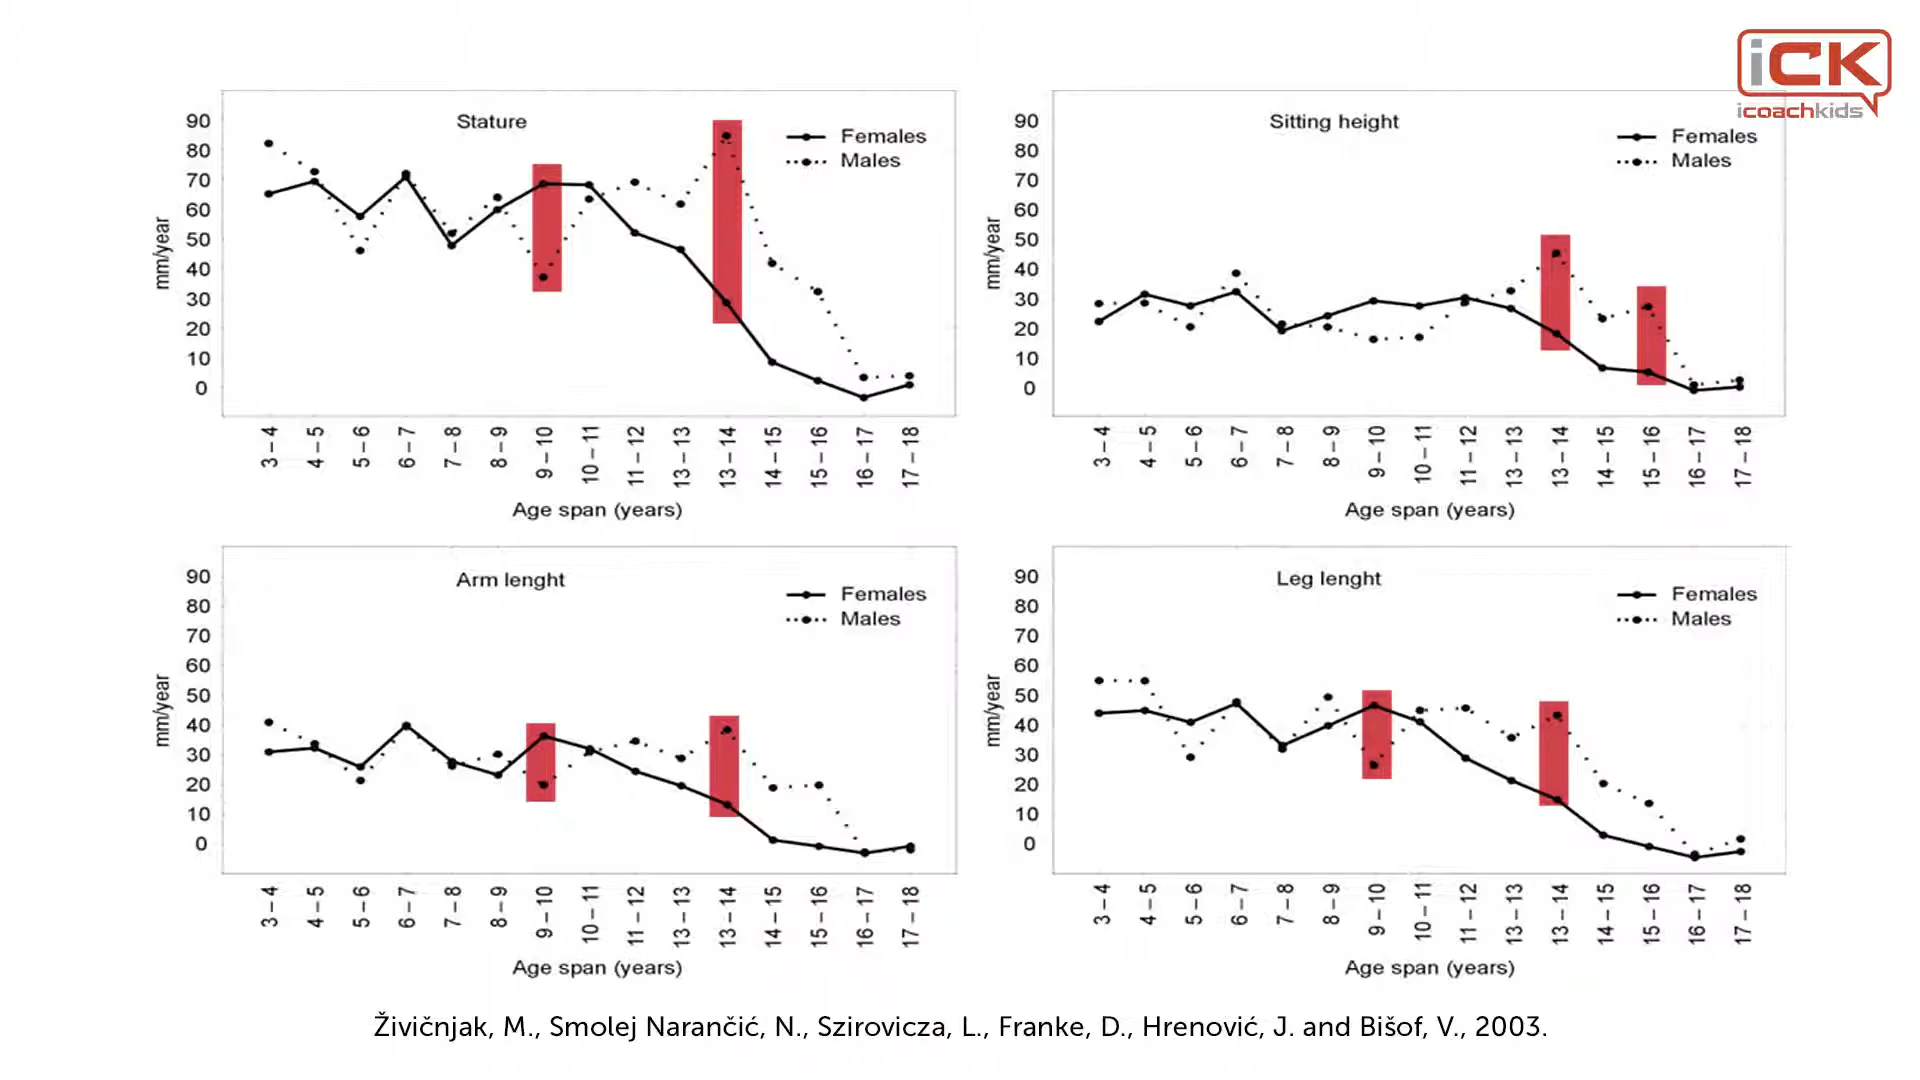 iCK
icoachkids
Stature
Females
Males
90
80
70
60
50
40
30
20
10
0
mm/year
3 – 4
4 – 5
5 – 6
6 – 7
7 – 8
8 – 9
9 – 10
10 – 11
11 – 12
13 – 13
13 – 14
14 – 15
15 – 16
16 – 17
17 – 18
Age span (years)
Sitting height
Females
Males
90
80
70
60
50
40
30
20
10
0
mm/year
3 – 4
4 – 5
5 – 6
6 – 7
7 – 8
8 – 9
9 – 10
10 – 11
11 – 12
13 – 13
13 – 14
14 – 15
15 – 16
16 – 17
17 – 18
Age span (years)
Arm lenght
Females
Males
90
80
70
60
50
40
30
20
10
0
mm/year
3 – 4
4 – 5
5 – 6
6 – 7
7 – 8
8 – 9
9 – 10
10 – 11
11 – 12
13 – 13
13 – 14
14 – 15
15 – 16
16 – 17
17 – 18
Age span (years)
Leg lenght
Females
Males
90
80
70
60
50
40
30
20
10
0
mm/year
3 – 4
4 – 5
5 – 6
6 – 7
7 – 8
8 – 9
9 – 10
10 – 11
11 – 12
13 – 13
13 – 14
14 – 15
15 – 16
16 – 17
17 – 18
Age span (years)
Živičnjak, M., Smolej Narančić, N., Szirovicza, L., Franke, D., Hrenović, J. and Bišof, V., 2003.